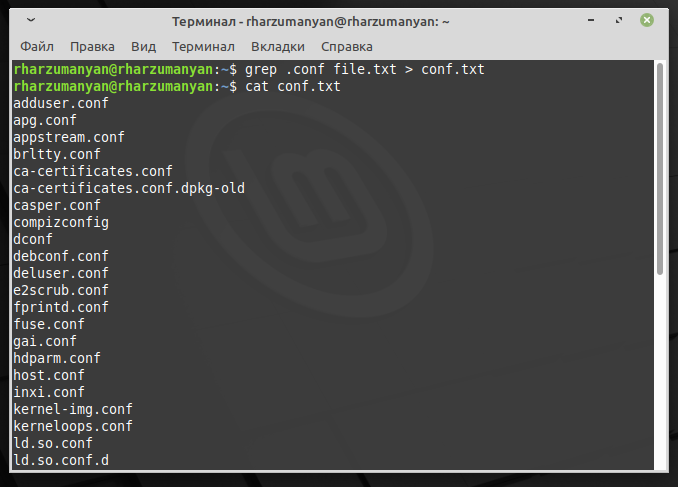 Терминал - rharzumanyan@rharzumanyan: ~
Файл Правка Вид Терминал Вкладки Справка
rharzumanyan@rharzumanyan:~$ grep .conf file.txt > conf.txt
rharzumanyan@rharzumanyan:~$ cat conf.txt
adduser.conf
apg.conf
appstream.conf
brltty.conf
ca-certificates.conf
ca-certificates.conf.dpkg-old
casper.conf
compizconfig
dconf
debconf.conf
deluser.conf
e2scrub.conf
fprintd.conf
fuse.conf
gai.conf
hdparm.conf
host.conf
inxi.conf
kernel-img.conf
kerneloops.conf
ld.so.conf
ld.so.conf.d